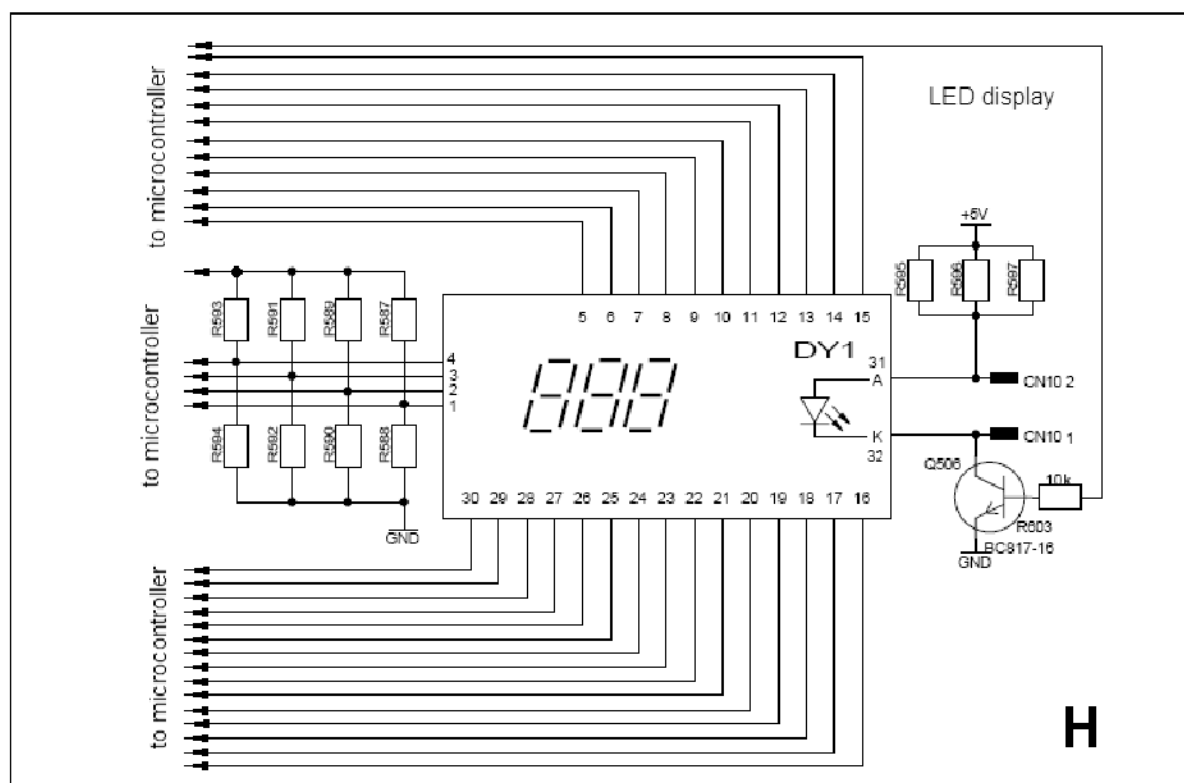 to microcontroller
LED display
+5V
R595
R596
R597
to microcontroller
R593
R591
R589
R587
5 6 7 8 9 10 11 12 13 14 15
DY1
4
3
2
1
31
A
CN10 2
K
32
CN10 1
R594
R592
R590
R588
Q506
10k
R603
BC817-16
GND
30 29 28 27 26 25 24 23 22 21 20 19 18 17 16
GND
to microcontroller
H